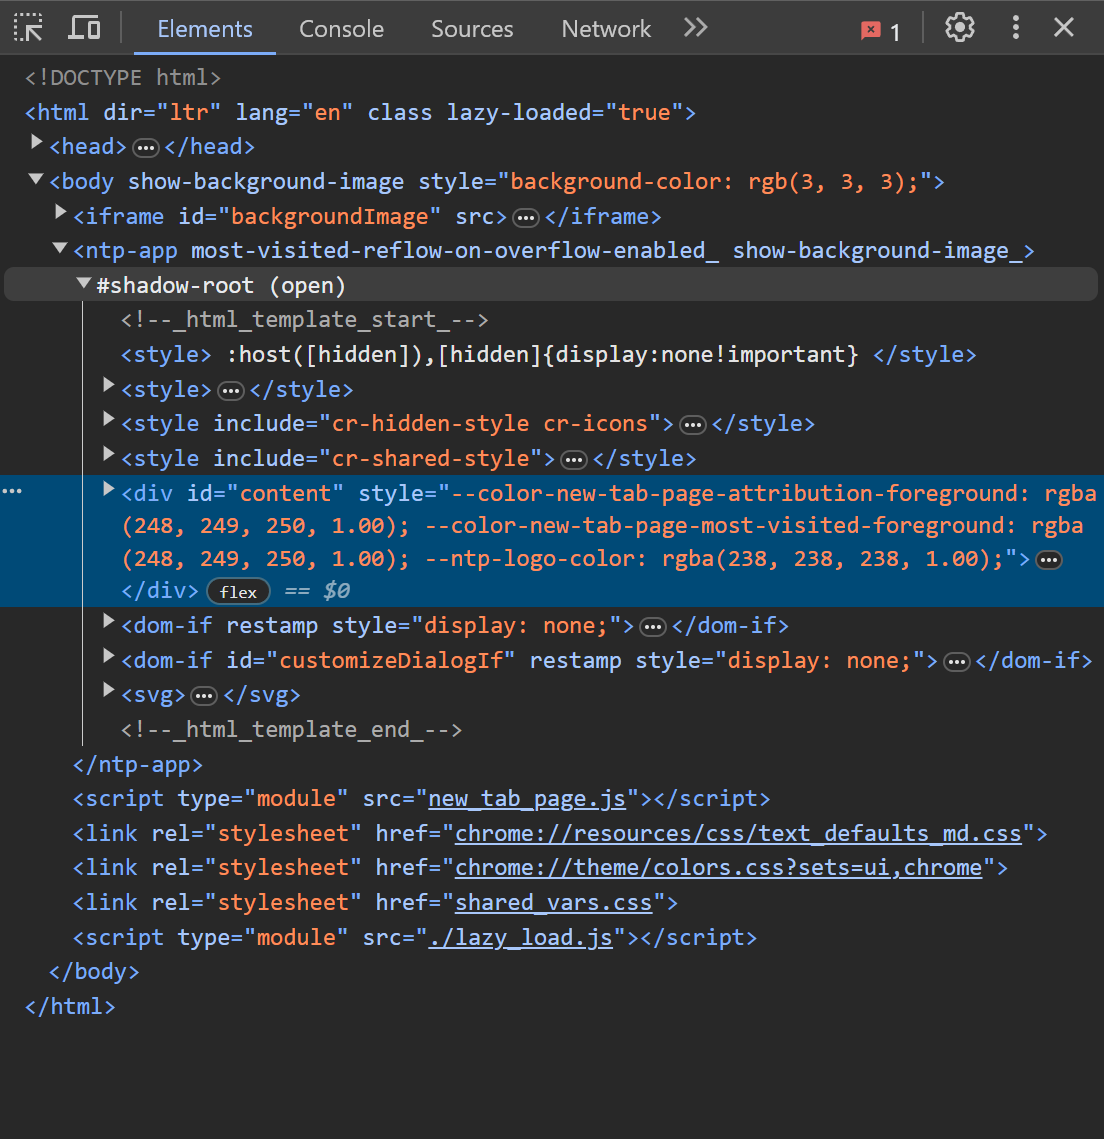 Elements Console Sources Network >> 1
<!DOCTYPE html>
<html dir="ltr" lang="en" class lazy-loaded="true">
<head>…</head>
<body show-background-image style="background-color: rgb(3, 3, 3);">
<iframe id="backgroundImage" src>…</iframe>
<ntp-app most-visited-reflow-on-overflow-enabled_ show-background-image_>
#shadow-root (open)
<!--_html_template_start_-->
<style> :host([hidden]),[hidden]{display:none!important} </style>
<style>…</style>
<style include="cr-hidden-style cr-icons">…</style>
<style include="cr-shared-style">…</style>
<div id="content" style="--color-new-tab-page-attribution-foreground: rgba
(248, 249, 250, 1.00); --color-new-tab-page-most-visited-foreground: rgba
(248, 249, 250, 1.00); --ntp-logo-color: rgba(238, 238, 238, 1.00);">…
</div> flex == $0
<dom-if restamp style="display: none;">…</dom-if>
<dom-if id="customizeDialogIf" restamp style="display: none;">…</dom-if>
<svg>…</svg>
<!--_html_template_end_-->
</ntp-app>
<script type="module" src="new_tab_page.js"></script>
<link rel="stylesheet" href="chrome://resources/css/text_defaults_md.css">
<link rel="stylesheet" href="chrome://theme/colors.css?sets=ui,chrome">
<link rel="stylesheet" href="shared_vars.css">
<script type="module" src="./lazy_load.js"></script>
</body>
</html>